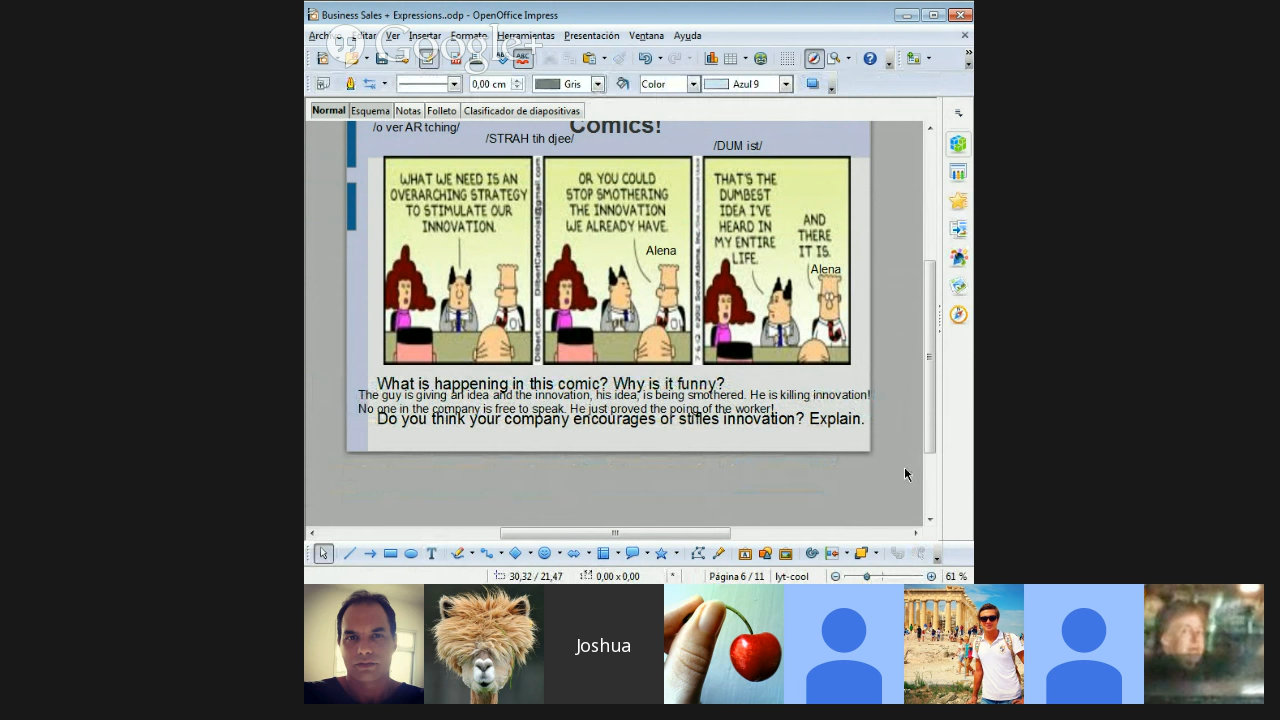 Business Sales + Expressions..odp - OpenOffice Impress
Google+
Archivo Editar Ver Insertar Formato Herramientas Presentación Ventana Ayuda
0,00 cm Gris Color Azul 9
Normal Esquema Notas Folleto Clasificador de diapositivas
Comics!
/o ver AR tching/
/STRAH tih djee/
/DUM ist/
WHAT WE NEED IS AN
OVERARCHING STRATEGY
TO STIMULATE OUR
INNOVATION.
Dilbert.com DilbertCartoonist@gmail.com
OR YOU COULD
STOP SMOTHERING
THE INNOVATION
WE ALREADY HAVE.
Alena
THAT'S THE
DUMBEST
IDEA I'VE
HEARD IN
MY ENTIRE
LIFE.
AND
THERE
IT IS.
Alena
What is happening in this comic? Why is it funny?
The guy is giving an idea and the innovation, his idea, is being smothered. He is killing innovation!
No one in the company is free to speak. He just proved the poing of the worker!
Do you think your company encourages or stifles innovation? Explain.
30,32 / 21,47 0,00 x 0,00 * Página 6 / 11 lyt-cool 61 %
Joshua